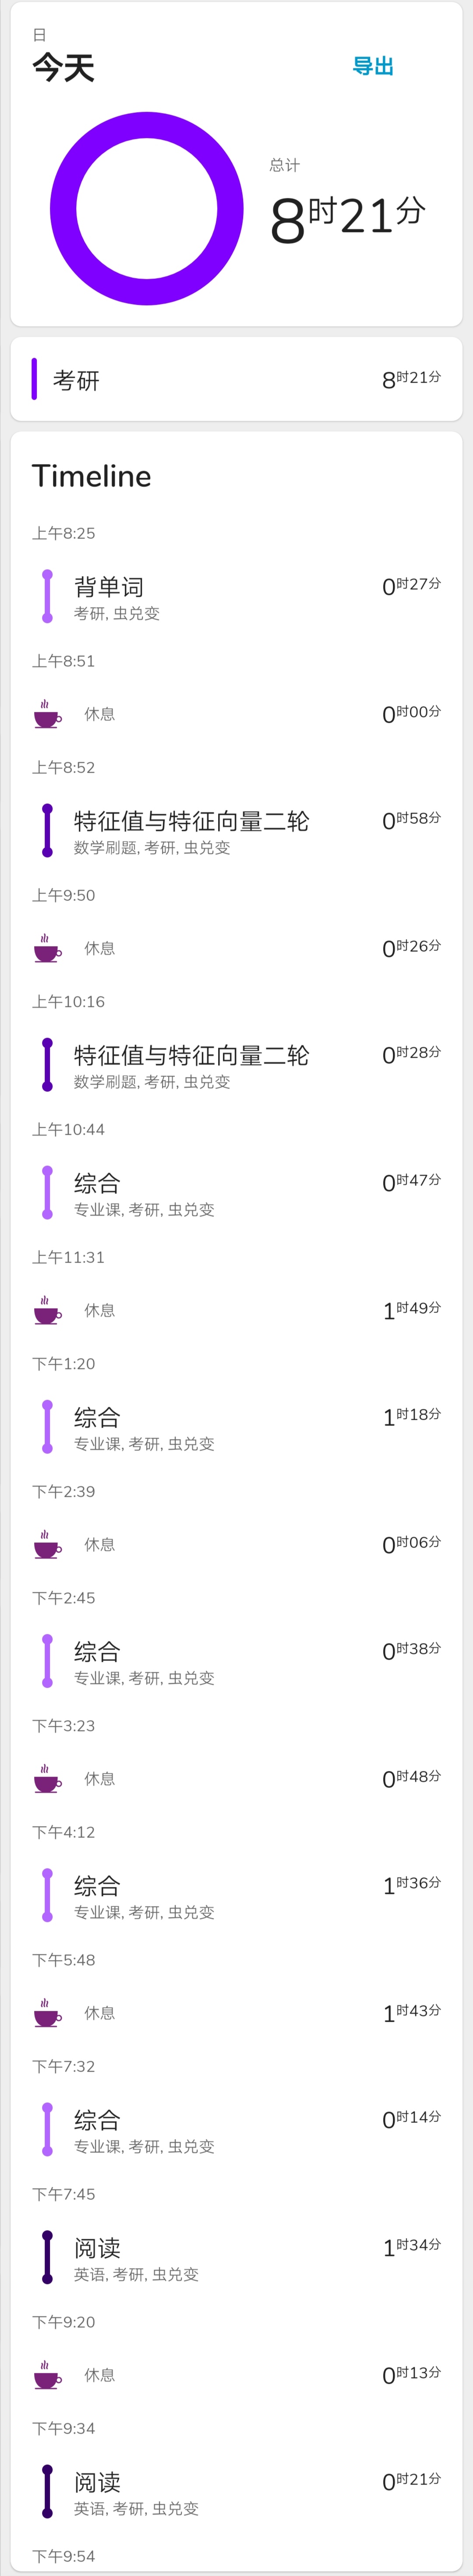 日
今天
导出
总计
8时21分
考研
8时21分
Timeline
上午8:25
背单词
0时27分
考研, 虫兑变
上午8:51
休息
0时00分
上午8:52
特征值与特征向量二轮
0时58分
数学刷题, 考研, 虫兑变
上午9:50
休息
0时26分
上午10:16
特征值与特征向量二轮
0时28分
数学刷题, 考研, 虫兑变
上午10:44
综合
0时47分
专业课, 考研, 虫兑变
上午11:31
休息
1时49分
下午1:20
综合
1时18分
专业课, 考研, 虫兑变
下午2:39
休息
0时06分
下午2:45
综合
0时38分
专业课, 考研, 虫兑变
下午3:23
休息
0时48分
下午4:12
综合
1时36分
专业课, 考研, 虫兑变
下午5:48
休息
1时43分
下午7:32
综合
0时14分
专业课, 考研, 虫兑变
下午7:45
阅读
1时34分
英语, 考研, 虫兑变
下午9:20
休息
0时13分
下午9:34
阅读
0时21分
英语, 考研, 虫兑变
下午9:54